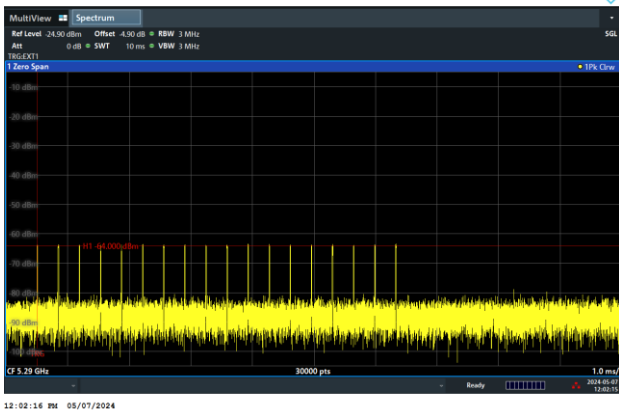 MultiView Spectrum
Ref Level -24.90 dBm Offset -4.90 dB RBW 3 MHz SGL
Att 0 dB SWT 10 ms VBW 3 MHz
TRG:EXT1
1 Zero Span 1Pk Clrw
-10 dBm
-20 dBm
-30 dBm
-40 dBm
-50 dBm
-60 dBm
H1 -64.000 dBm
-70 dBm
-80 dBm
-90 dBm
CF 5.29 GHz 30000 pts 1.0 ms/
Ready 2024-05-07
12:02:15
12:02:16 PM 05/07/2024